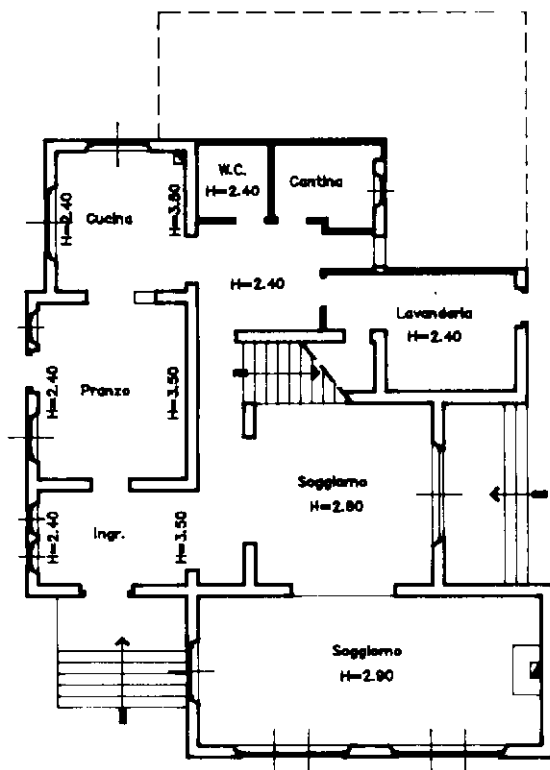 W.C.
H=2.40
Cantina
H=2.40
Cucina
H=3.80
H=2.40
Lavanderia
H=2.40
H=2.40
Pranzo
H=3.50
Soggiorno
H=2.80
H=2.40
Ingr.
H=3.50
Soggiorno
H=2.90